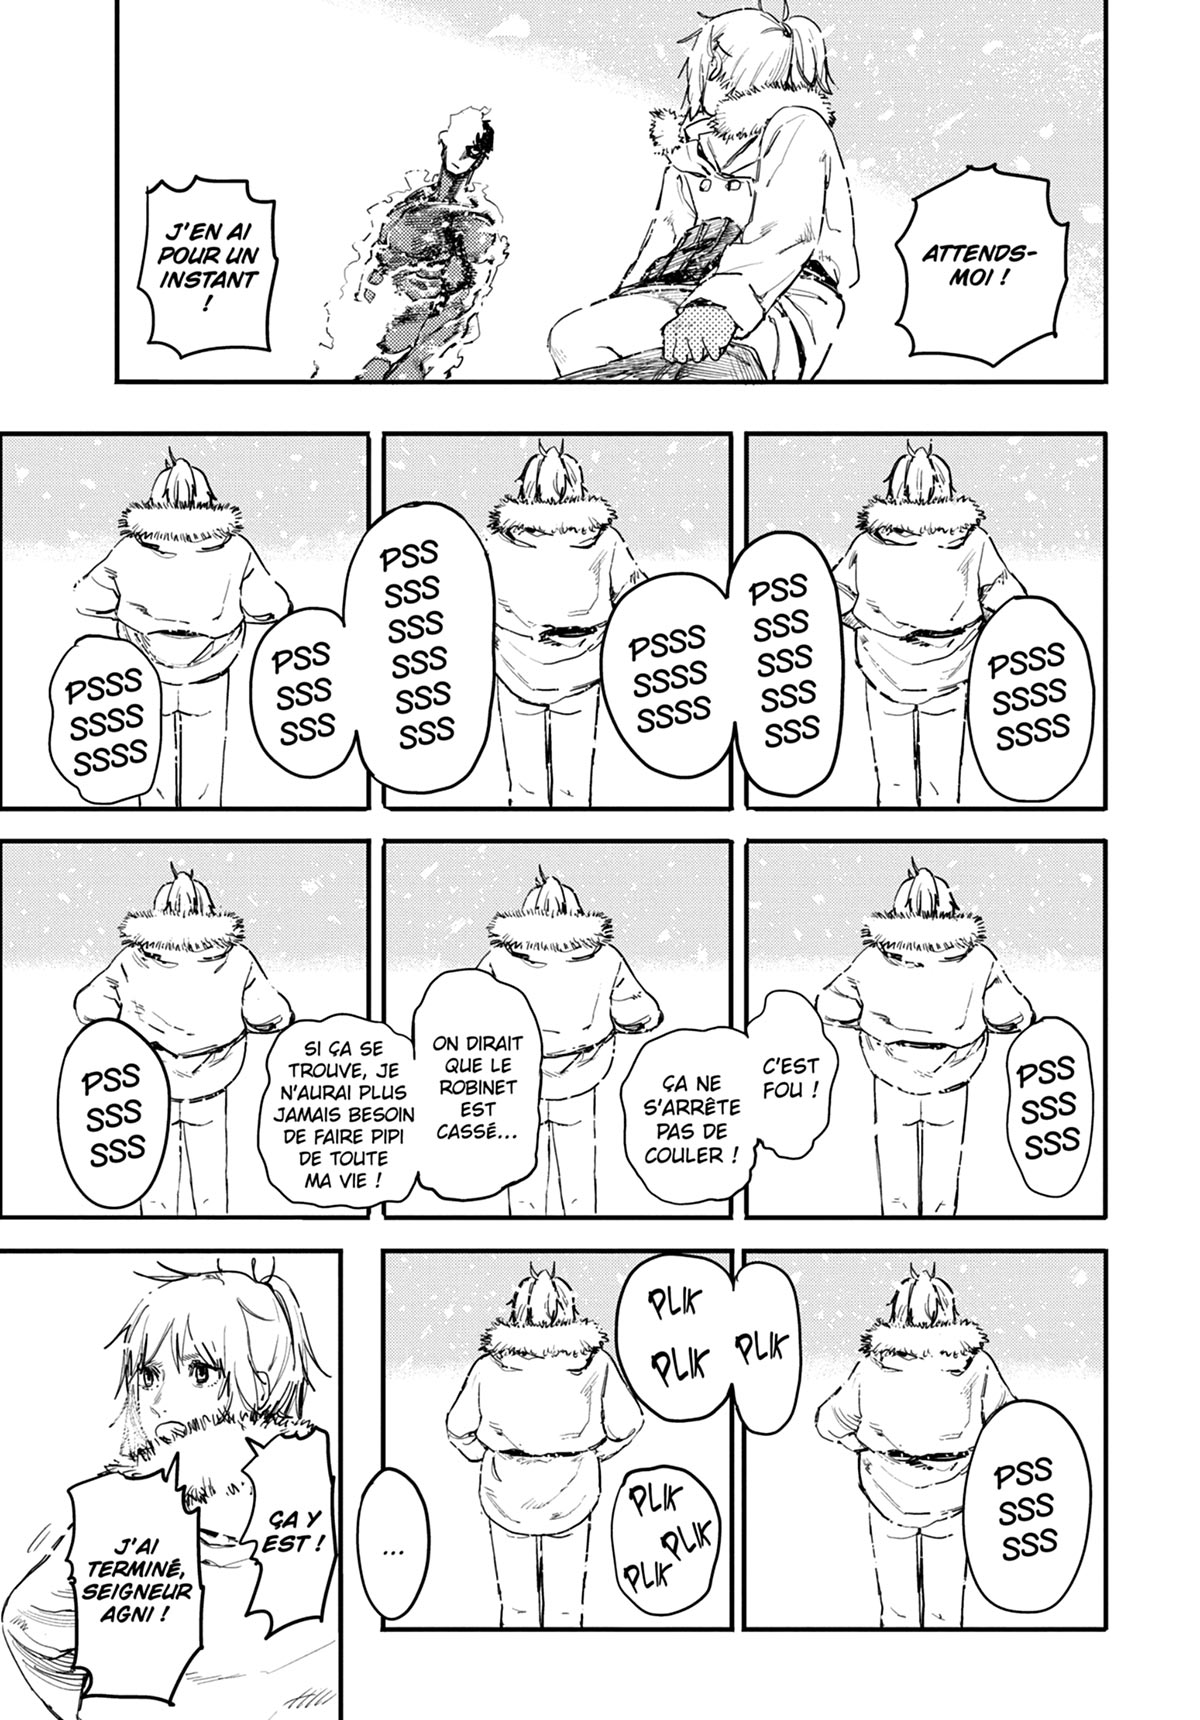 ATTENDS-
MOI !
J'EN AI
POUR UN
INSTANT
!
PSSS
SSSS
SSSS
PSS
SSS
SSS
SSS
SSS
PSSS
SSSS
SSSS
PSS
SSS
SSS
SSS
SSS
SSS
PSS
SSS
SSS
PSSS
SSSS
SSSS
PSS
SSS
SSS
C'EST
FOU !
ÇA NE
S'ARRÊTE
PAS DE
COULER !
ON DIRAIT
QUE LE
ROBINET
EST
CASSÉ...
SI ÇA SE
TROUVE, JE
N'AURAI PLUS
JAMAIS BESOIN
DE FAIRE PIPI
DE TOUTE
MA VIE !
PSS
SSS
SSS
PSS
SSS
SSS
PLIK
PLIK
PLIK
PLIK
PLIK
PLIK
...
ÇA Y
EST !
J'AI
TERMINÉ,
SEIGNEUR
AGNI !